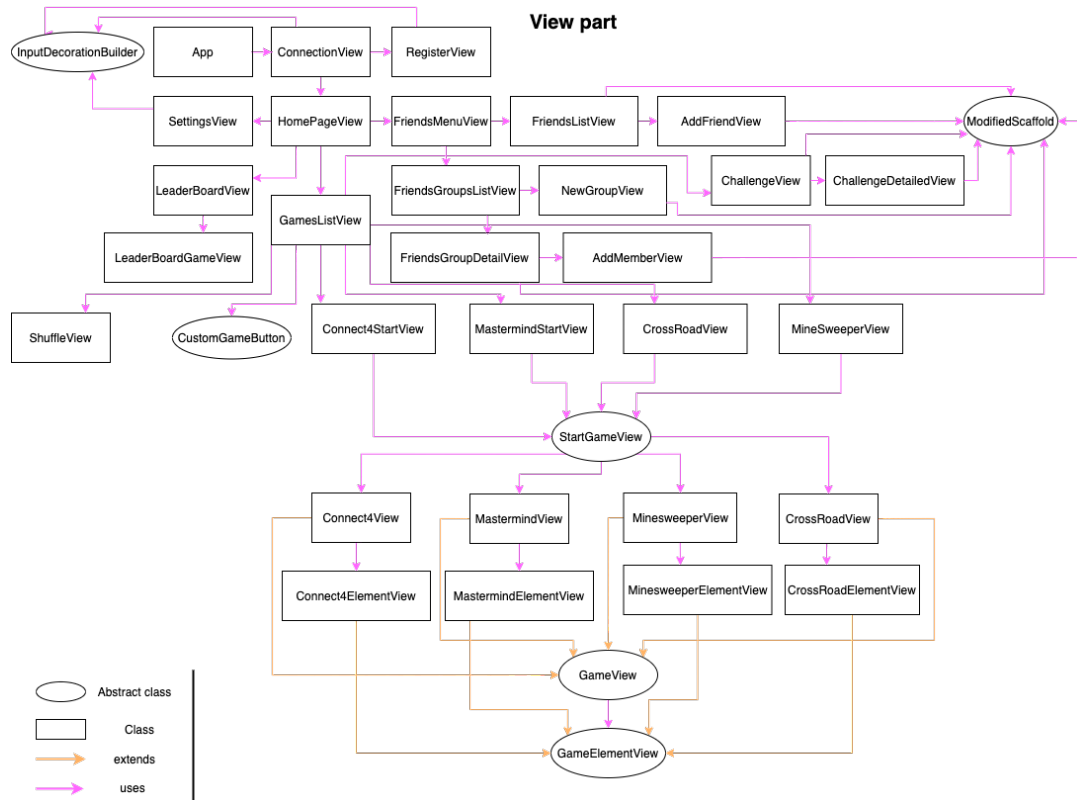 View part
InputDecorationBuilder
App
ConnectionView
RegisterView
SettingsView
HomePageView
FriendsMenuView
FriendsListView
AddFriendView
ModifiedScaffold
LeaderBoardView
GamesListView
FriendsGroupsListView
NewGroupView
ChallengeView
ChallengeDetailedView
LeaderBoardGameView
FriendsGroupDetailView
AddMemberView
ShuffleView
CustomGameButton
Connect4StartView
MastermindStartView
CrossRoadView
MineSweeperView
StartGameView
Connect4View
MastermindView
MinesweeperView
CrossRoadView
Connect4ElementView
MastermindElementView
MinesweeperElementView
CrossRoadElementView
GameView
GameElementView
Abstract class
Class
extends
uses